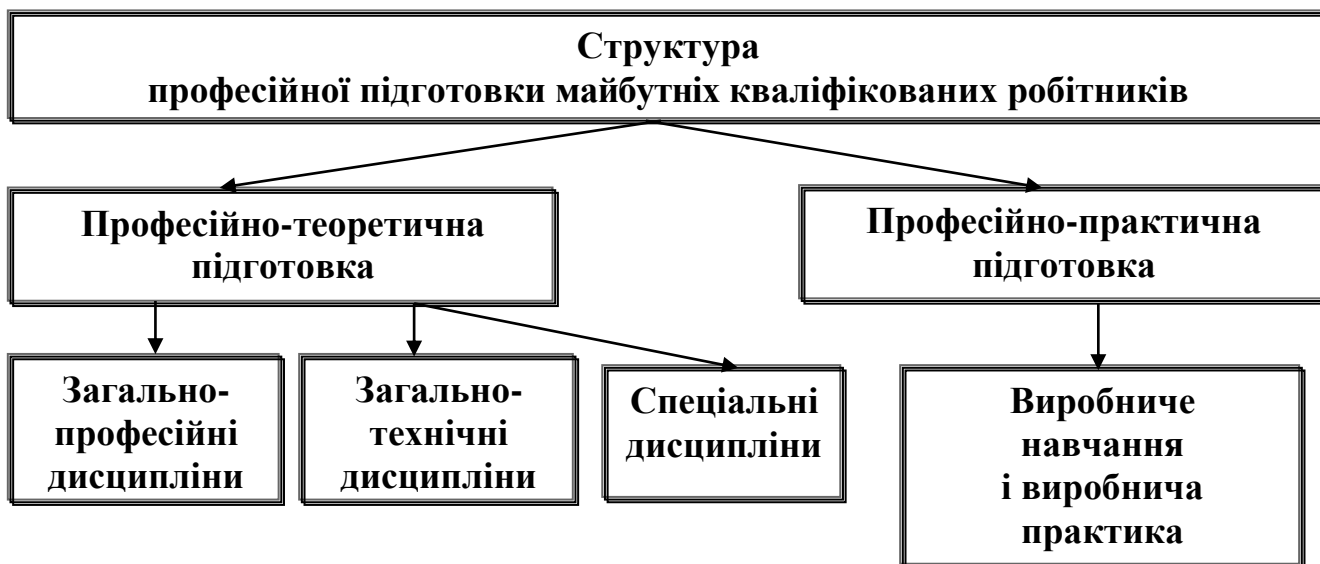 Структура
професійної підготовки майбутніх кваліфікованих робітників
Професійно-теоретична
підготовка
Професійно-практична
підготовка
Загально-
професійні
дисципліни
Загально-
технічні
дисципліни
Спеціальні
дисципліни
Виробниче
навчання
і виробнича
практика